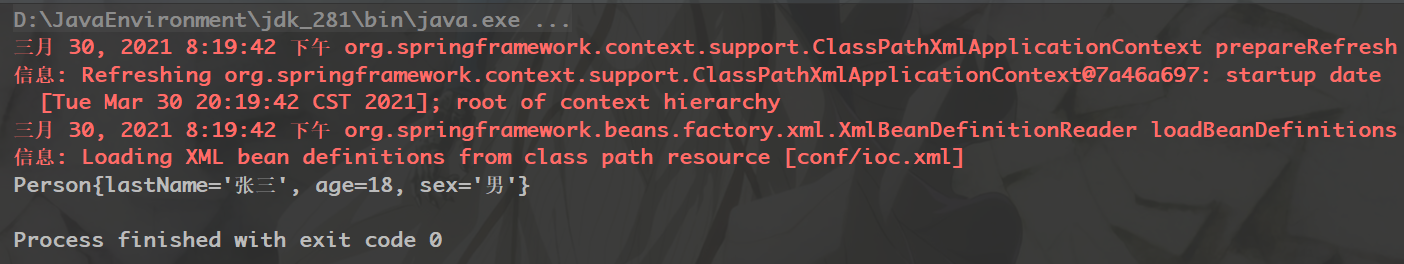 D:\JavaEnvironment\jdk_281\bin\java.exe ...
三月 30, 2021 8:19:42 下午 org.springframework.context.support.ClassPathXmlApplicationContext prepareRefresh
信息: Refreshing org.springframework.context.support.ClassPathXmlApplicationContext@7a46a697: startup date
[Tue Mar 30 20:19:42 CST 2021]; root of context hierarchy
三月 30, 2021 8:19:42 下午 org.springframework.beans.factory.xml.XmlBeanDefinitionReader loadBeanDefinitions
信息: Loading XML bean definitions from class path resource [conf/ioc.xml]
Person{lastName='张三', age=18, sex='男'}
Process finished with exit code 0